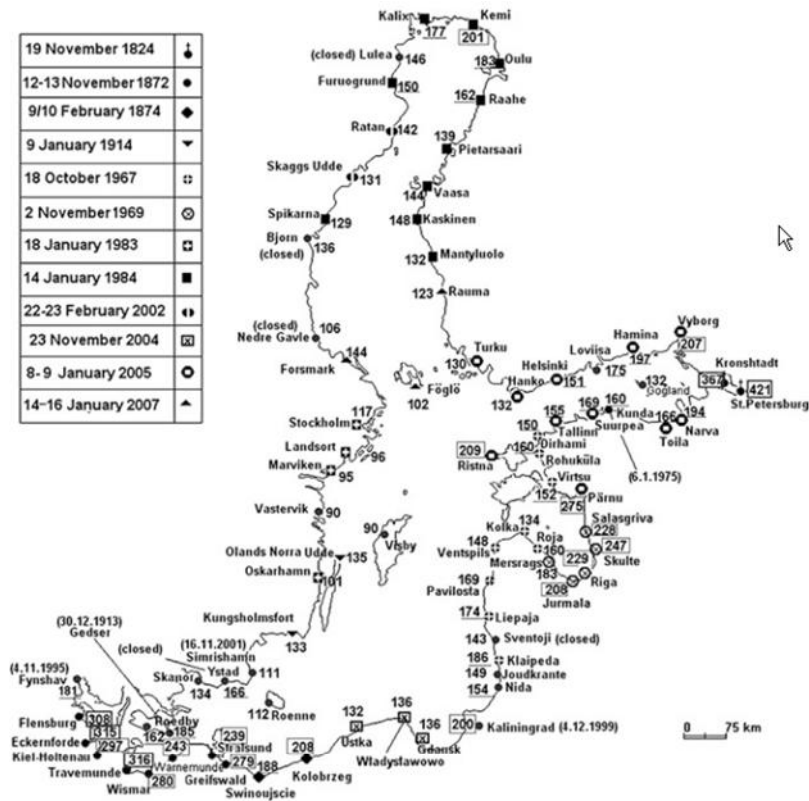 19 November 1824
12-13 November 1872
9/10 February 1874
9 January 1914
18 October 1967
2 November 1969
18 January 1983
14 January 1984
22-23 February 2002
23 November 2004
8-9 January 2005
14-16 January 2007
Kalix
177
Kemi
201
(closed) Lulea
146
183
Oulu
Furuogrund
150
162
Raahe
Ratan
142
139
Pietarsaari
Skaggs Udde
131
144
Vaasa
Spikarna
129
148
Kaskinen
Bjorn
(closed)
136
132
Mantyluolo
123
Rauma
(closed)
Nedre Gavle
106
144
Forsmark
Föglö
102
Turku
130
Hanko
132
Helsinki
151
Loviisa
175
Hamina
197
Vyborg
207
Kronshtadt
367
421
St.Petersburg
132
Gogland
117
Stockholm
Landsort
96
Marviken
95
169
160
Kunda
Suurpea
155
Tallinn
150
Dirhami
160
Rohuküla
209
Ristna
166
194
Narva
Toila
(6.1.1975)
Virtsu
152
Pärnu
275
Salasgriva
228
247
Skulte
229
Riga
Vastervik
90
90
Visby
Kolka
134
Roja
160
148
Ventspils
Mersrags
183
208
Jurmala
Olands Norra Udde
135
Oskarhamn
101
169
Pavilosta
174
Liepaja
143
Sventoji (closed)
186
Klaipeda
149
Joudkrante
154
Nida
200
Kaliningrad (4.12.1999)
Kungsholmsfort
133
(30.12.1913)
Gedser
(closed)
(16.11.2001)
Simrishamn
Skanor
134
Ystad
166
111
112
Roenne
(4.11.1995)
Fynshav
181
Flensburg
308
Eckernforde
315
Kiel-Holtenau
297
Travemunde
316
Wismar
280
Roedby
162
185
243
Warnemunde
239
Stralsund
279
Greifswald
188
Swinoujscie
208
Kolobrzeg
132
Ustka
136
Władysfawowo
136
Gdansk
0
75 km